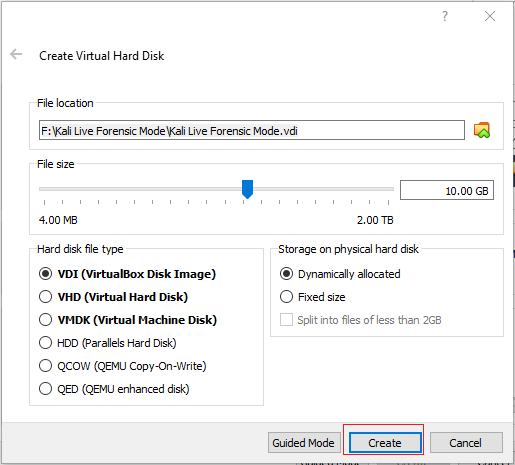 ?
Create Virtual Hard Disk
File location
F:\Kali Live Forensic Mode\Kali Live Forensic Mode.vdi
File size
10.00 GB
4.00 MB 2.00 TB
Hard disk file type
VDI (VirtualBox Disk Image)
VHD (Virtual Hard Disk)
VMDK (Virtual Machine Disk)
HDD (Parallels Hard Disk)
QCOW (QEMU Copy-On-Write)
QED (QEMU enhanced disk)
Storage on physical hard disk
Dynamically allocated
Fixed size
Split into files of less than 2GB
Guided Mode Create Cancel